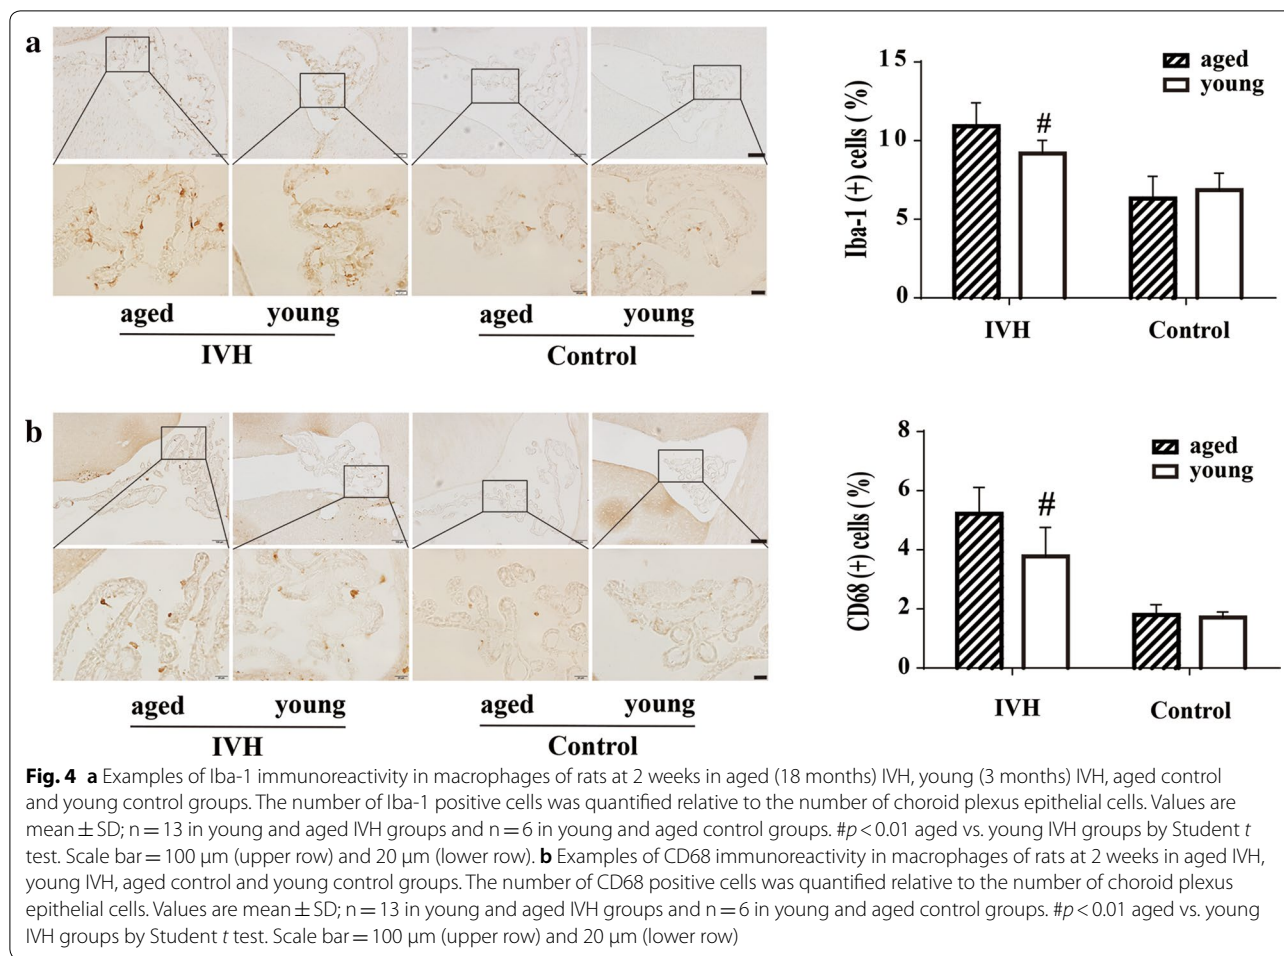 a
aged young
IVH
aged young
Control
Iba-1 (+) cells (%)
15
10
5
0
aged
young
#
IVH Control
b
aged young
IVH
aged young
Control
CD68 (+) cells (%)
8
6
4
2
0
aged
young
#
IVH Control
Fig. 4 a Examples of Iba-1 immunoreactivity in macrophages of rats at 2 weeks in aged (18 months) IVH, young (3 months) IVH, aged control
and young control groups. The number of Iba-1 positive cells was quantified relative to the number of choroid plexus epithelial cells. Values are
mean ± SD; n = 13 in young and aged IVH groups and n = 6 in young and aged control groups. #p < 0.01 aged vs. young IVH groups by Student t
test. Scale bar = 100 μm (upper row) and 20 μm (lower row). b Examples of CD68 immunoreactivity in macrophages of rats at 2 weeks in aged IVH,
young IVH, aged control and young control groups. The number of CD68 positive cells was quantified relative to the number of choroid plexus
epithelial cells. Values are mean ± SD; n = 13 in young and aged IVH groups and n = 6 in young and aged control groups. #p < 0.01 aged vs. young
IVH groups by Student t test. Scale bar = 100 μm (upper row) and 20 μm (lower row)